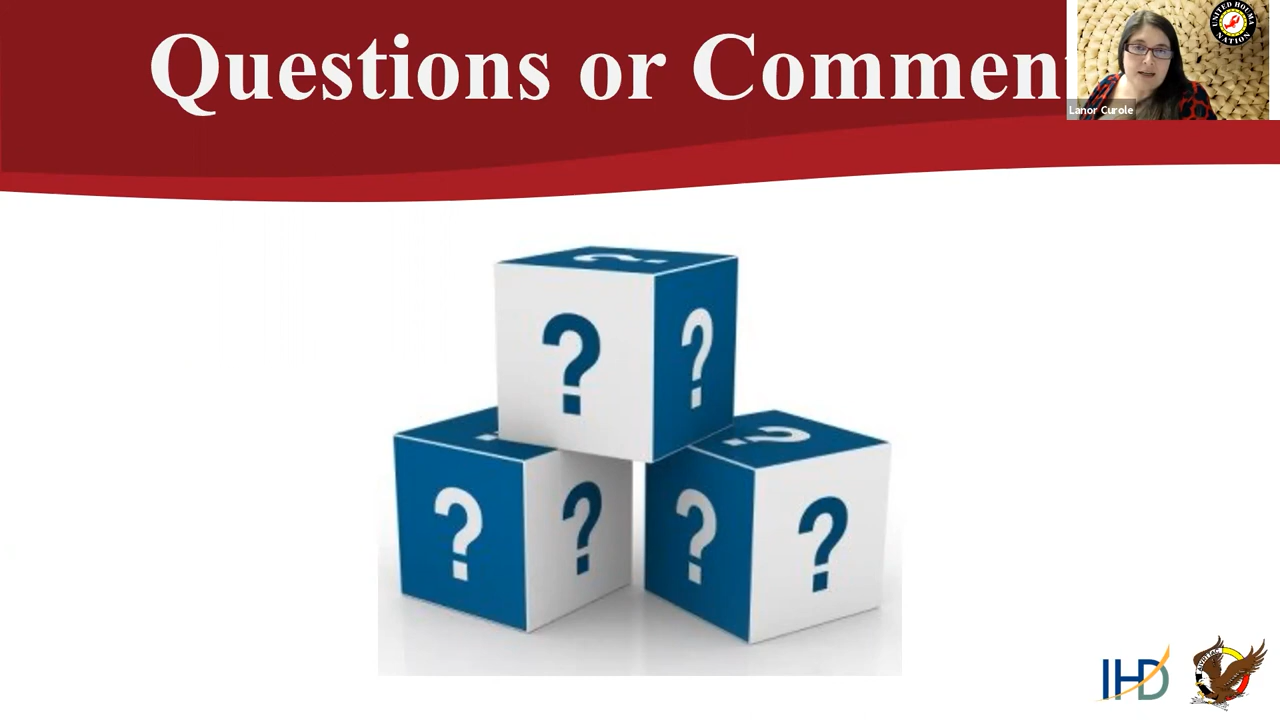 Questions or Commen
UNITED HOUMA
NATION
Lanor Curole
?
?
?
?
?
?
?
?
IHD